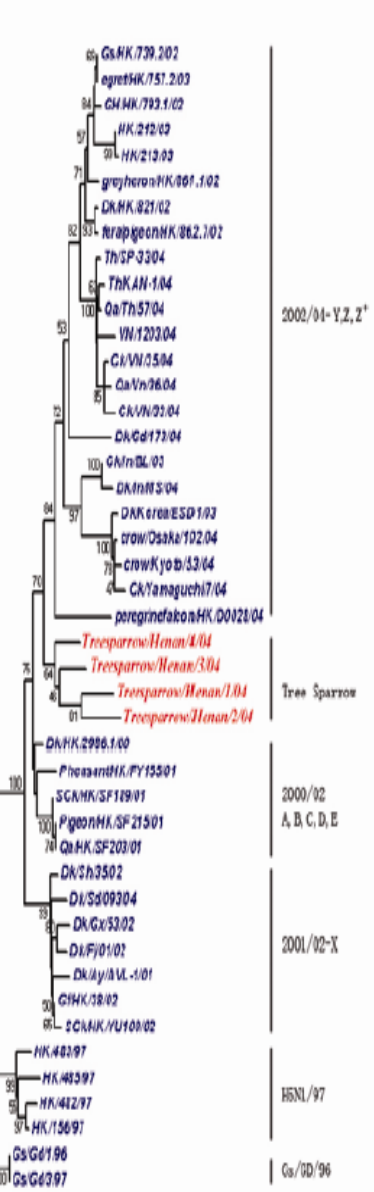 Gs/HK/739.2/02
egret/HK/757.2/03
CH/HK/793.1/02
HK/212/03
HK/213/03
greyheron/HK/861.1/02
Dk/HK/821/02
feralpigeon/HK/862.7/02
Th/SP-33/04
Th/KAN-1/04
Qa/Th/57/04
VN/1203/04
Ck/VN/35/04
Qa/Vn/36/04
Ck/VN/33/04
Dk/Gd/173/04
Ck/In/BL/03
Dk/In/MS/04
Dk/Korea/ESD1/03
crow/Osaka/102/04
crow/Kyoto/53/04
Ck/Yamaguchi/7/04
peregrinefalcon/HK/D0028/04
2002/04-Y,Z,Z+
Treesparrow/Henan/4/04
Treesparrow/Henan/3/04
Treesparrow/Henan/1/04
Treesparrow/Henan/2/04
Tree Sparrow
Dk/HK/2986.1/00
Pheasant/HK/FY155/01
SCk/HK/SF189/01
Pigeon/HK/SF215/01
Qa/HK/SF203/01
2000/02
A, B, C, D, E
Dk/Sh/35/02
Dk/Sd/093/04
Dk/Gx/53/02
Dk/Fj/01/02
Dk/Ay/AVL-1/01
Gf/HK/38/02
SCk/HK/YU100/02
2001/02-X
HK/483/97
HK/485/97
HK/482/97
HK/156/97
H5N1/97
Gs/Gd/1/96
Gs/Gd/3/97
Gs/GD/96